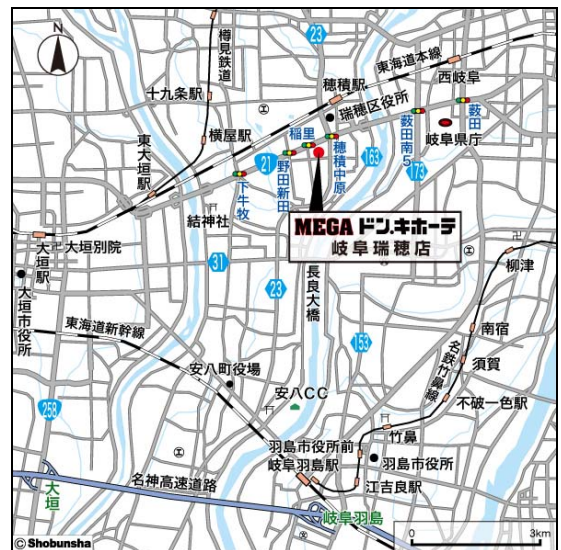 樽見鉄道
23
東海道本線
穂積駅
西岐阜
十九条駅
瑞穂区役所
藪田
横屋駅
稲里
藪田南5
岐阜県庁
東大垣駅
21
野田新田
穂積中原
163
173
下牛牧
結神社
MEGA ドン.キホーテ
岐阜瑞穂店
大垣別院
大垣駅
31
柳津
大垣市役所
23
長良大橋
東海道新幹線
153
南宿
名鉄竹鼻線
須賀
安八町役場
安八CC
不破一色駅
258
竹鼻
羽島市役所前
岐阜羽島駅
羽島市役所
名神高速道路
江吉良駅
大垣
岐阜羽島
0 3km
© Shobunsha